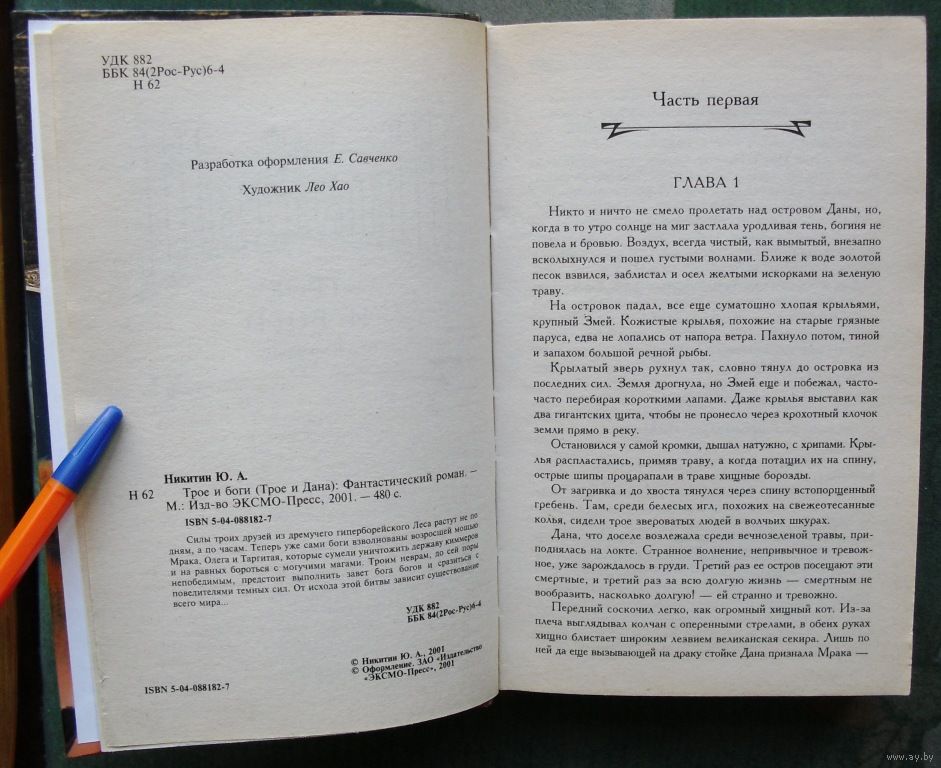 УДК 882
ББК 84(2Рос-Рус)6-4
Н 62
Разработка оформления Е. Савченко
Художник Лео Хао
Никитин Ю. А.
Н 62 Трое и боги (Трое и Дана): Фантастический роман. —
М.: Изд-во ЭКСМО-Пресс, 2001. — 480 с.
ISBN 5-04-088182-7
Силы троих друзей из дремучего гиперборейского Леса растут не по
дням, а по часам. Теперь уже сами боги взволнованы возросшей мощью
Мрака, Олега и Таргитая, которые сумели уничтожить державу киммеров
и на равных бороться с могучими магами. Троим неврам, до сей поры
непобедимым, предстоит выполнить завет бога богов и сразиться с
повелителями темных сил. От исхода этой битвы зависит существование
всего мира...
УДК 882
ББК 84(2Рос-Рус)6-4
© Никитин Ю. А., 2001
© Оформление. ЗАО «Издательство
«ЭКСМО-Пресс», 2001
ISBN 5-04-088182-7
Часть первая
ГЛАВА 1
Никто и ничто не смело пролетать над островом Даны, но,
когда в то утро солнце на миг застлала уродливая тень, богиня не
повела и бровью. Воздух, всегда чистый, как вымытый, внезапно
всколыхнулся и пошел густыми волнами. Ближе к воде золотой
песок взвился, заблистал и осел желтыми искорками на зеленую
траву.
На островок падал, все еще суматошно хлопая крыльями,
крупный Змей. Кожистые крылья, похожие на старые грязные
паруса, едва не лопались от напора ветра. Пахнуло потом, тиной
и запахом большой речной рыбы.
Крылатый зверь рухнул так, словно тянул до островка из
последних сил. Земля дрогнула, но Змей еще и побежал, часто-
часто перебирая короткими лапами. Даже крылья выставил как
два гигантских щита, чтобы не пронесло через крохотный клочок
земли прямо в реку.
Остановился у самой кромки, дышал натужно, с хрипами. Кры-
лья распластались, примяв траву, а когда потащил их на спину,
острые шипы процарапали в траве хищные борозды.
От загривка и до хвоста тянулся через спину встопорщенный
гребень. Там, среди белесых игл, похожих на свежеотесанные
колья, сидели трое звероватых людей в волчьих шкурах.
Дана, что доселе возлежала среди вечнозеленой травы, при-
поднялась на локте. Странное волнение, непривычное и тревож-
ное, уже зарождалось в груди. Третий раз ее остров посещают эти
смертные, и третий раз за всю долгую жизнь — смертным не
вообразить, насколько долгую! — ей странно и тревожно.
Передний соскочил легко, как огромный хищный кот. Из-за
плеча выглядывал колчан с оперенными стрелами, в обеих руках
хищно блистает широким лезвием великанская секира. Лишь по
ней да еще вызывающей на драку стойке Дана признала Мрака —
www.ay.by